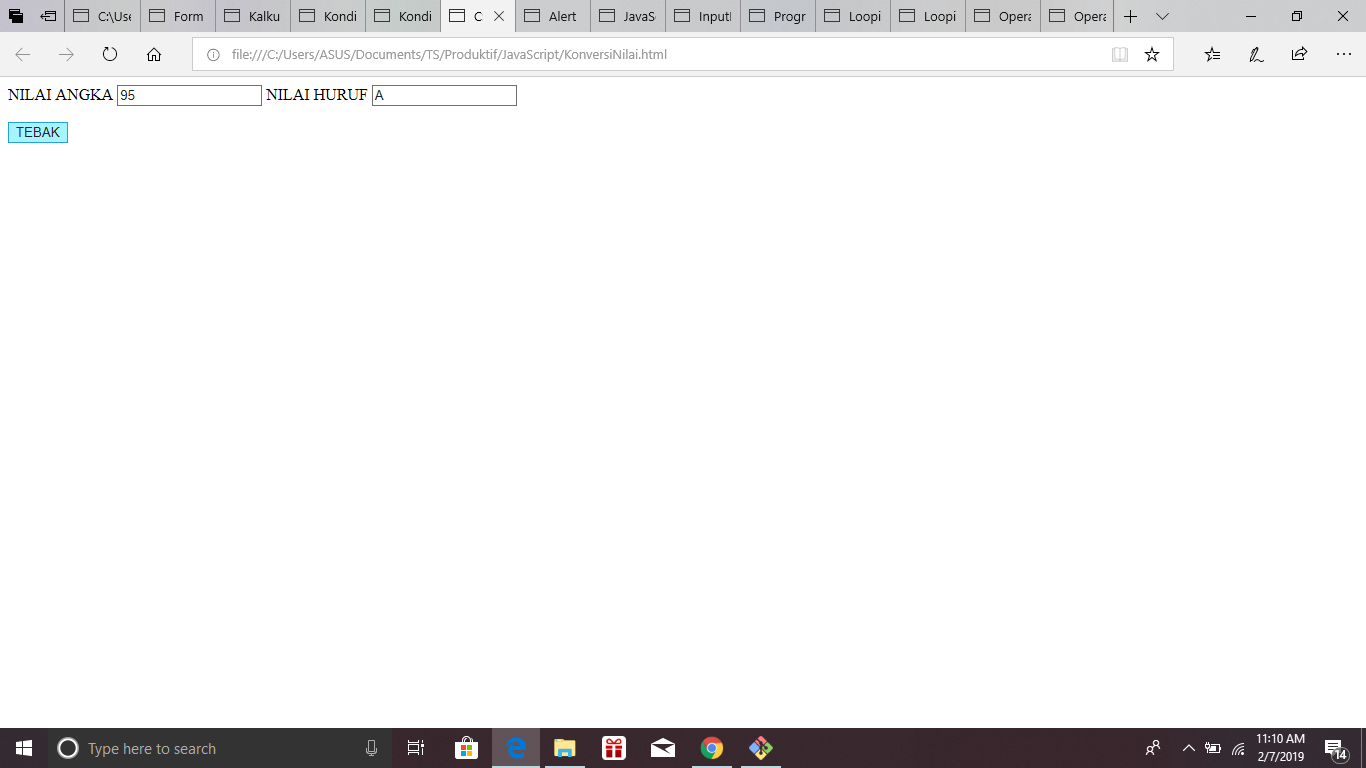 C:\Use Form Kalku Kondi Kondi C Alert JavaS InputI Progr Loopi Loopi Opera Opera
file:///C:/Users/ASUS/Documents/TS/Produktif/JavaScript/KonversiNilai.html
NILAI ANGKA 95 NILAI HURUF A
TEBAK
Type here to search
11:10 AM
2/7/2019
14